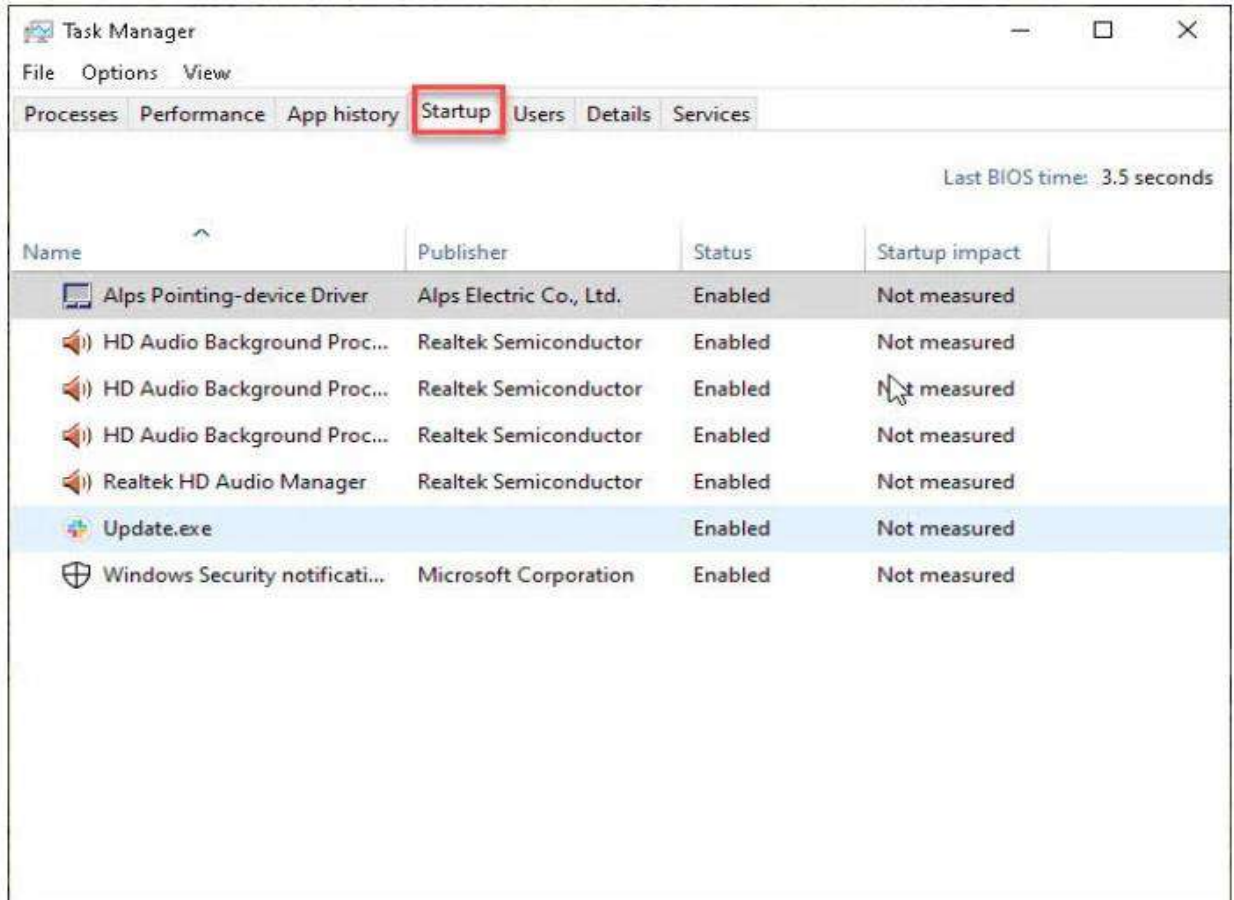 Task Manager
File Options View
Processes Performance App history Startup Users Details Services
Last BIOS time: 3.5 seconds
Name Publisher Status Startup impact
Alps Pointing-device Driver Alps Electric Co., Ltd. Enabled Not measured
HD Audio Background Proc... Realtek Semiconductor Enabled Not measured
HD Audio Background Proc... Realtek Semiconductor Enabled Not measured
HD Audio Background Proc... Realtek Semiconductor Enabled Not measured
Realtek HD Audio Manager Realtek Semiconductor Enabled Not measured
Update.exe Enabled Not measured
Windows Security notificati... Microsoft Corporation Enabled Not measured